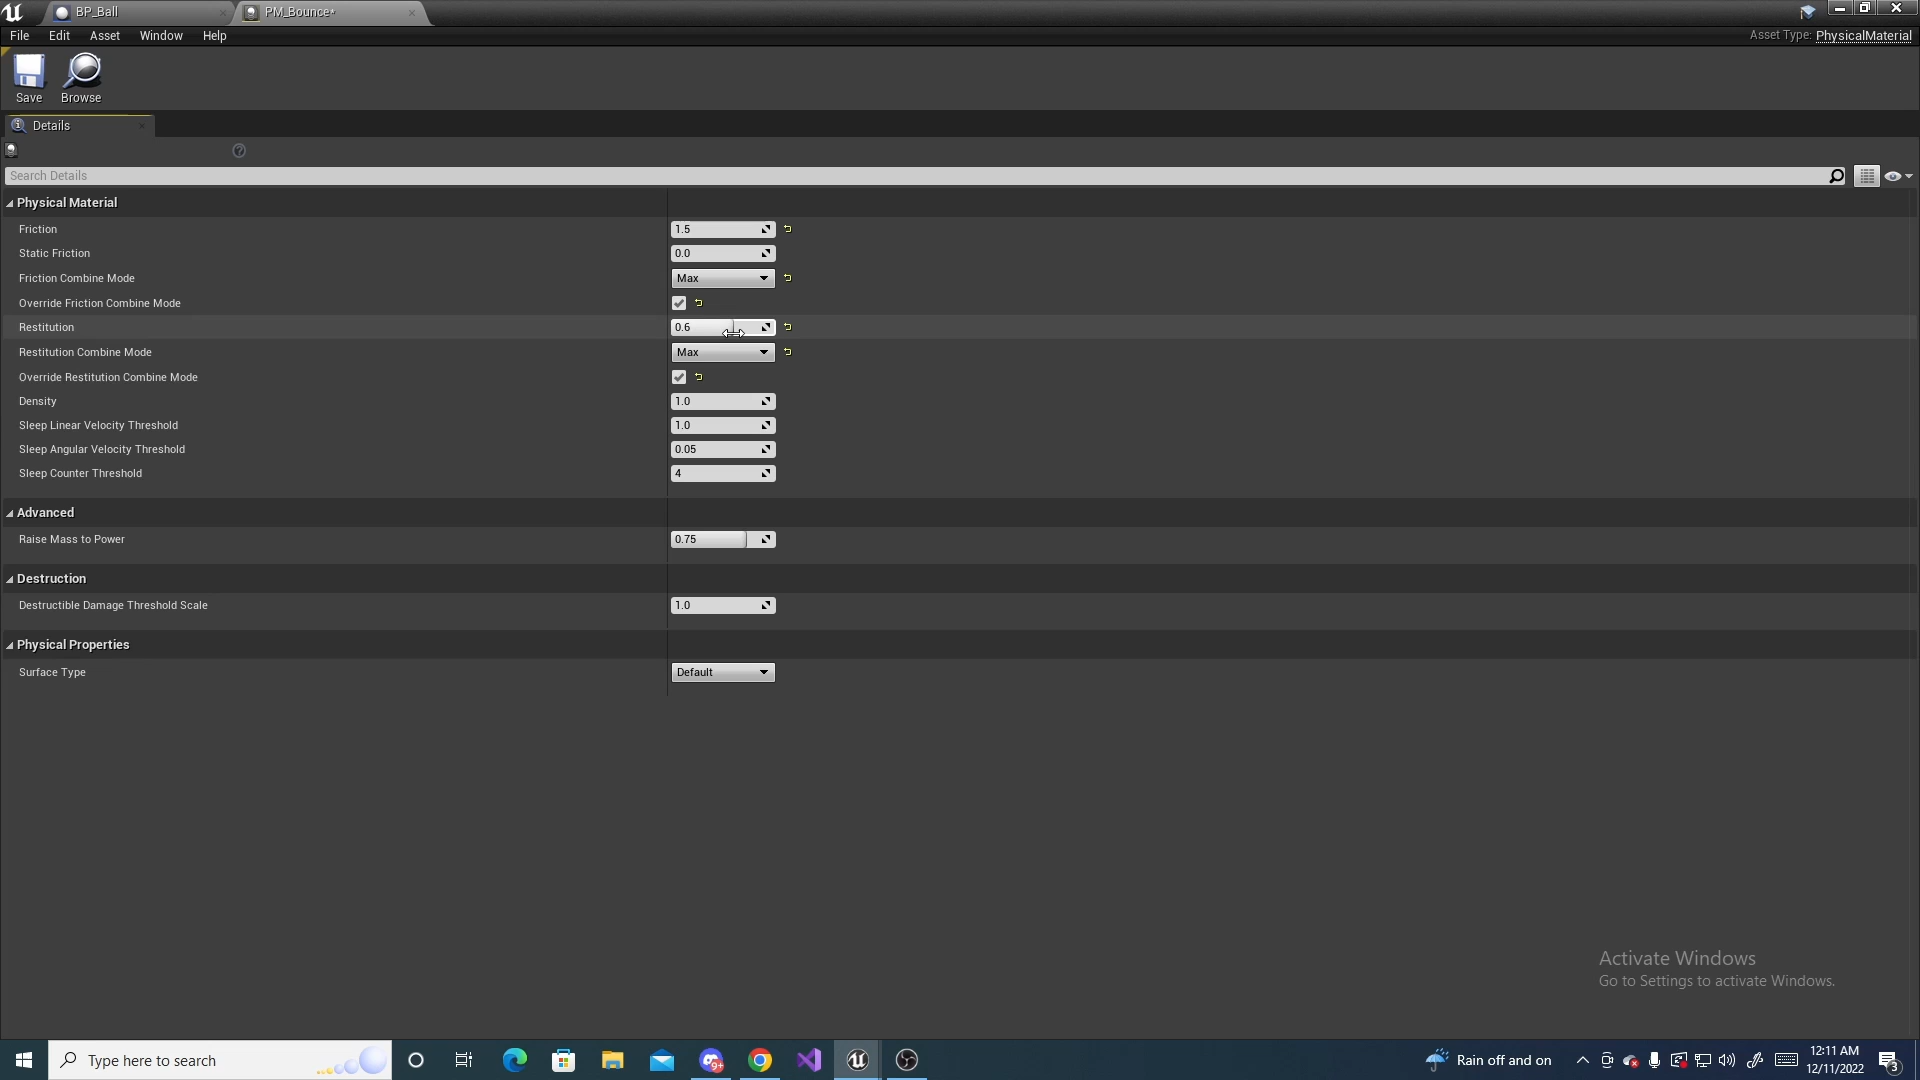 BP_Ball
PM_Bounce*
File Edit Asset Window Help
Asset Type: PhysicalMaterial
Save Browse
Details
Search Details
Physical Material
Friction 1.5
Static Friction 0.0
Friction Combine Mode Max
Override Friction Combine Mode
Restitution 0.6
Restitution Combine Mode Max
Override Restitution Combine Mode
Density 1.0
Sleep Linear Velocity Threshold 1.0
Sleep Angular Velocity Threshold 0.05
Sleep Counter Threshold 4
Advanced
Raise Mass to Power 0.75
Destruction
Destructible Damage Threshold Scale 1.0
Physical Properties
Surface Type Default
Activate Windows
Go to Settings to activate Windows.
Type here to search
9+
Rain off and on
12:11 AM
12/11/2022
3